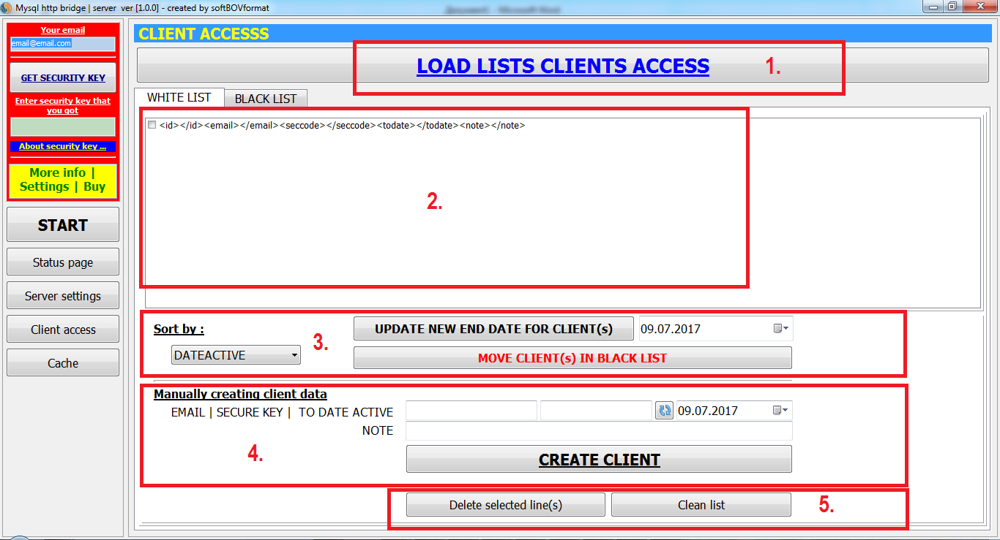 Mysql http bridge | server ver [1.0.0] - created by softBOVformat
Документ1 - Microsoft Word
Your email
email@email.com
GET SECURITY KEY
Enter security key that
you got
About security key ...
More info |
Settings | Buy
START
Status page
Server settings
Client access
Cache
CLIENT ACCESSS
LOAD LISTS CLIENTS ACCESS
1.
WHITE LIST
BLACK LIST
<id></id><email></email><seccode></seccode><todate></todate><note></note>
2.
Sort by :
DATEACTIVE
3.
UPDATE NEW END DATE FOR CLIENT(s)
09.07.2017
MOVE CLIENT(s) IN BLACK LIST
Manually creating client data
EMAIL | SECURE KEY | TO DATE ACTIVE
09.07.2017
NOTE
4.
CREATE CLIENT
Delete selected line(s)
Clean list
5.